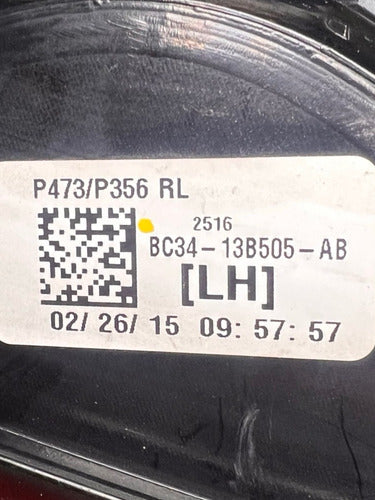 P473/P356 RL
2516
BC34-13B505-AB
[LH]
02/ 26/ 15 09: 57: 57